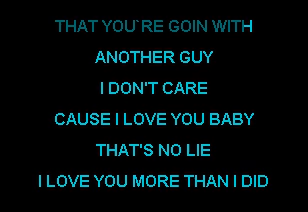 THAT YOU`RE GOIN WITH
ANOTHER GUY
I DON'T CARE
CAUSE I LOVE YOU BABY
THAT'S NO LIE
I LOVE YOU MORE THAN I DID